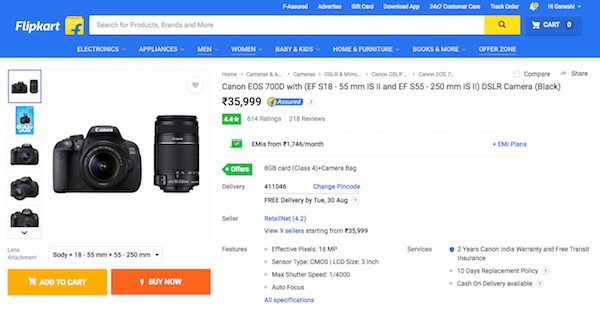 Flipkart
Advertise Gift Card Download App 24x7 Customer Care Track Order Hi Ganesh!
Search for Products, Brands and More
CART 0
ELECTRONICS APPLIANCES MEN WOMEN BABY & KIDS HOME & FURNITURE BOOKS & MORE OFFER ZONE
Home > Cameras & A... > Cameras > DSLR & Mirro... > Canon DSLR ... > Canon EOS 7...
Compare Share
Canon EOS 700D with (EF S18 - 55 mm IS II and EF S55 - 250 mm IS II) DSLR Camera (Black)
₹35,999 Assured ?
4.4★ 614 Ratings | 218 Reviews
EMIs from ₹1,746/month + EMI Plans
Offers 8GB card (Class 4)+Camera Bag
Delivery 411046 Change Pincode
FREE Delivery by Tue, 30 Aug ?
Seller RetailNet (4.2)
View 9 sellers starting from ₹35,999
Features
• Effective Pixels: 18 MP
• Sensor Type: CMOS | LCD Size: 3 inch
• Max Shutter Speed: 1/4000
• Auto Focus
All specifications
Services
2 Years Canon India Warranty and Free Transit Insurance
• 10 Days Replacement Policy ?
• Cash On Delivery available ?
Lens Attachment Body + 18 - 55 mm + 55 - 250 mm
ADD TO CART
BUY NOW